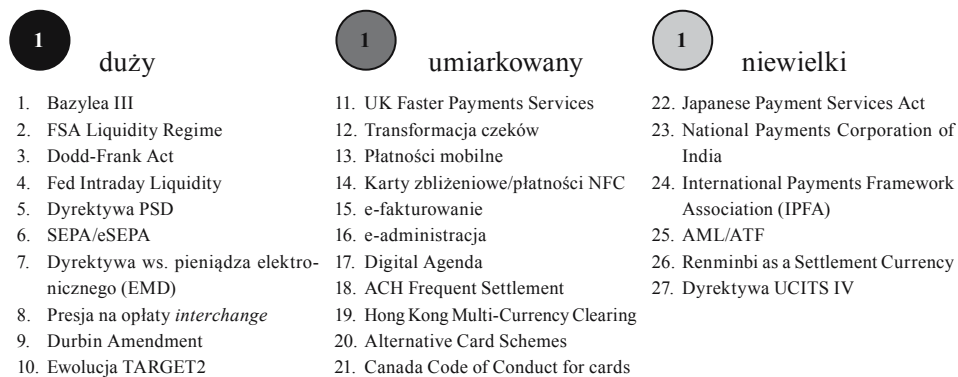 1
duży
1. Bazylea III
2. FSA Liquidity Regime
3. Dodd-Frank Act
4. Fed Intraday Liquidity
5. Dyrektywa PSD
6. SEPA/eSEPA
7. Dyrektywa ws. pieniądza elektro-
nicznego (EMD)
8. Presja na opłaty interchange
9. Durbin Amendment
10. Ewolucja TARGET2
1
umiarkowany
11. UK Faster Payments Services
12. Transformacja czeków
13. Płatności mobilne
14. Karty zbliżeniowe/płatności NFC
15. e-fakturowanie
16. e-administracja
17. Digital Agenda
18. ACH Frequent Settlement
19. Hong Kong Multi-Currency Clearing
20. Alternative Card Schemes
21. Canada Code of Conduct for cards
1
niewielki
22. Japanese Payment Services Act
23. National Payments Corporation of
India
24. International Payments Framework
Association (IPFA)
25. AML/ATF
26. Renminbi as a Settlement Currency
27. Dyrektywa UCITS IV